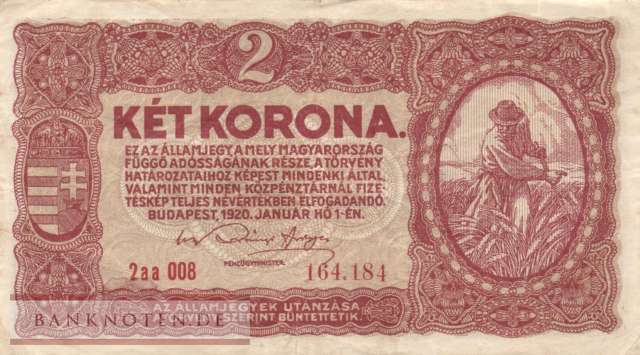 2
KÉT KORONA.
EZ AZ ÁLLAMJEGY, A MELY MAGYARORSZÁG
FÜGGŐ ADÓSSÁGÁNAK RÉSZE, A TÖRVÉNY
HATÁROZATAIHOZ KÉPEST MINDENKI ÁLTAL,
VALAMINT MINDEN KÖZPÉNZTÁRNÁL FIZE-
TÉSKÉP TELJES NÉVÉRTÉKBEN ELFOGADANDÓ.
BUDAPEST, 1920. JANUÁR HÓ 1-ÉN.
PÉNZÜGYMINISTER.
2aa 008 164.184
AZ ÁLLAMJEGYEK UTÁNZÁSA
TÖRVÉNY SZERINT BÜNTETTETIK.
BANKNOTEN.DE